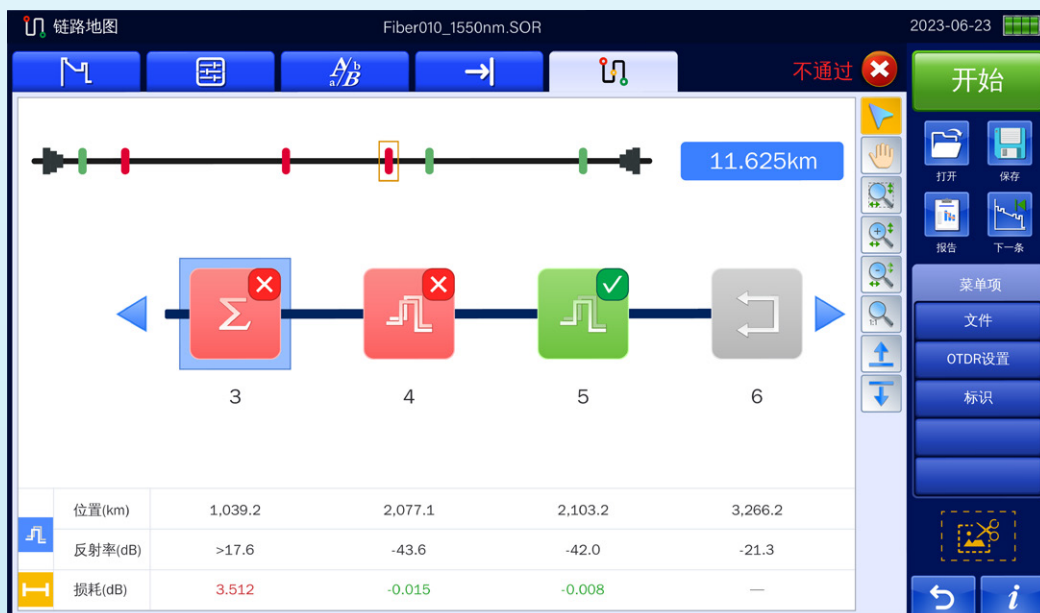 链路地图 Fiber010_1550nm.SOR 2023-06-23
A/B a/b 不通过 开始
11.625km
打开 保存
报告 下一条
1:1
菜单项
文件
OTDR设置
标识
3 4 5 6
位置(km) 1,039.2 2,077.1 2,103.2 3,266.2
反射率(dB) >17.6 -43.6 -42.0 -21.3
损耗(dB) 3.512 -0.015 -0.008 —